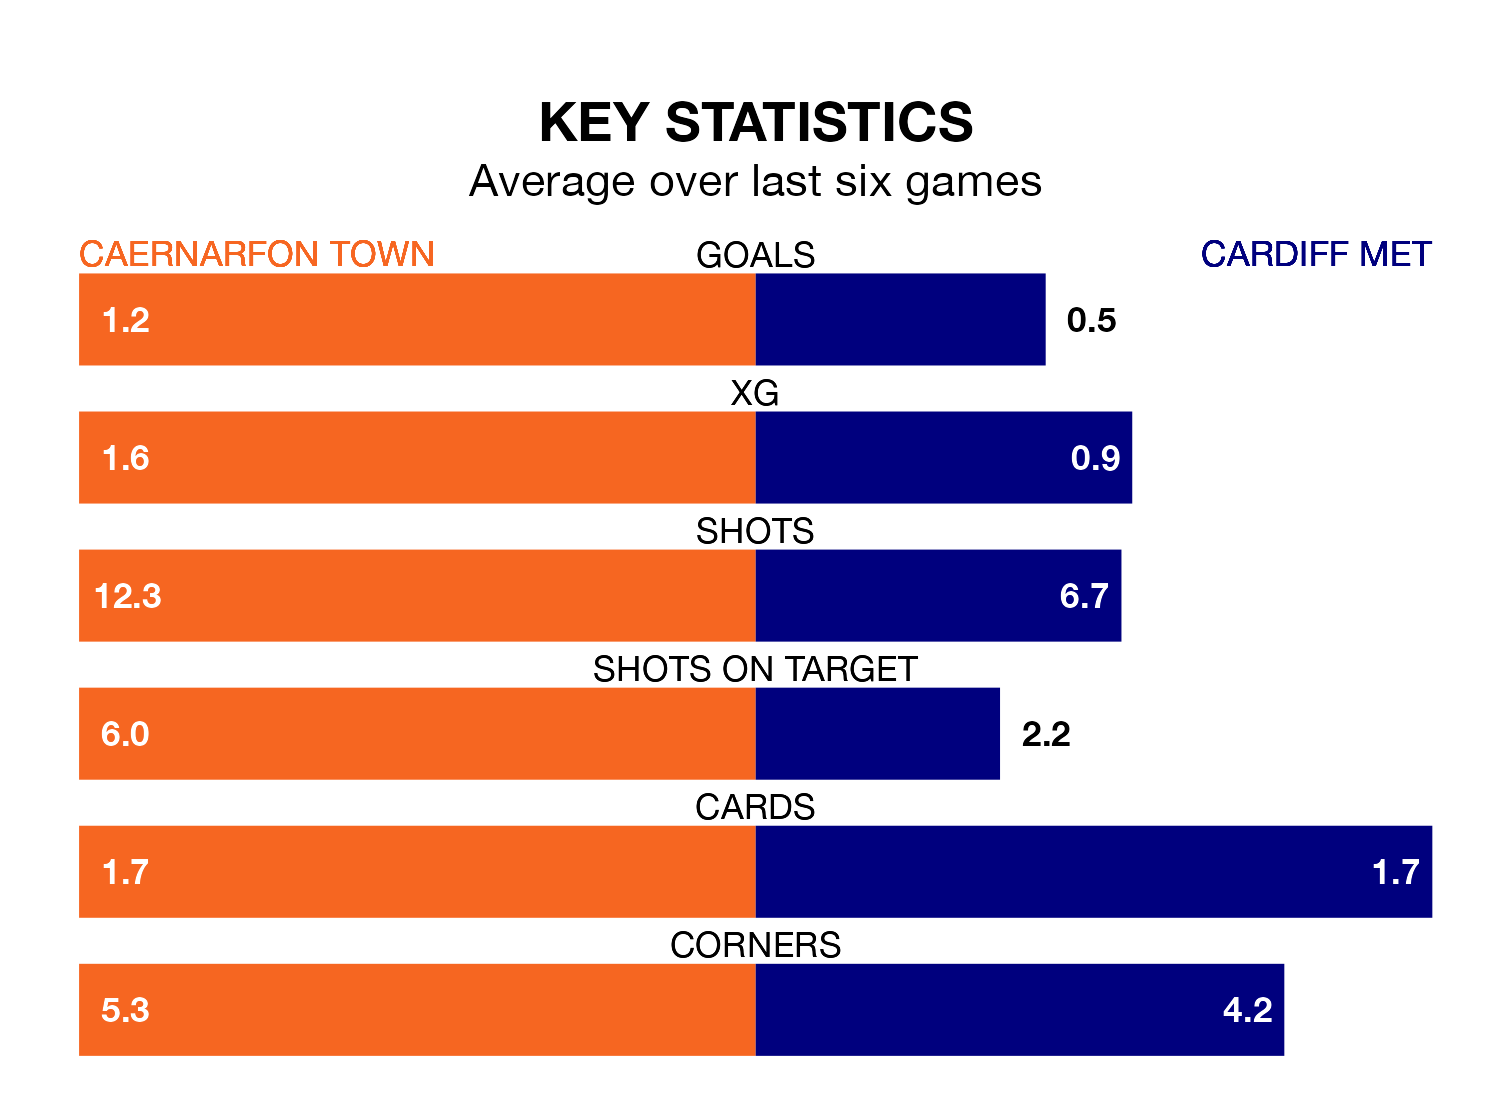 KEY STATISTICS
Average over last six games
CAERNARFON TOWN GOALS CARDIFF MET
1.2 0.5
XG
1.6 0.9
SHOTS
12.3 6.7
SHOTS ON TARGET
6.0 2.2
CARDS
1.7 1.7
CORNERS
5.3 4.2